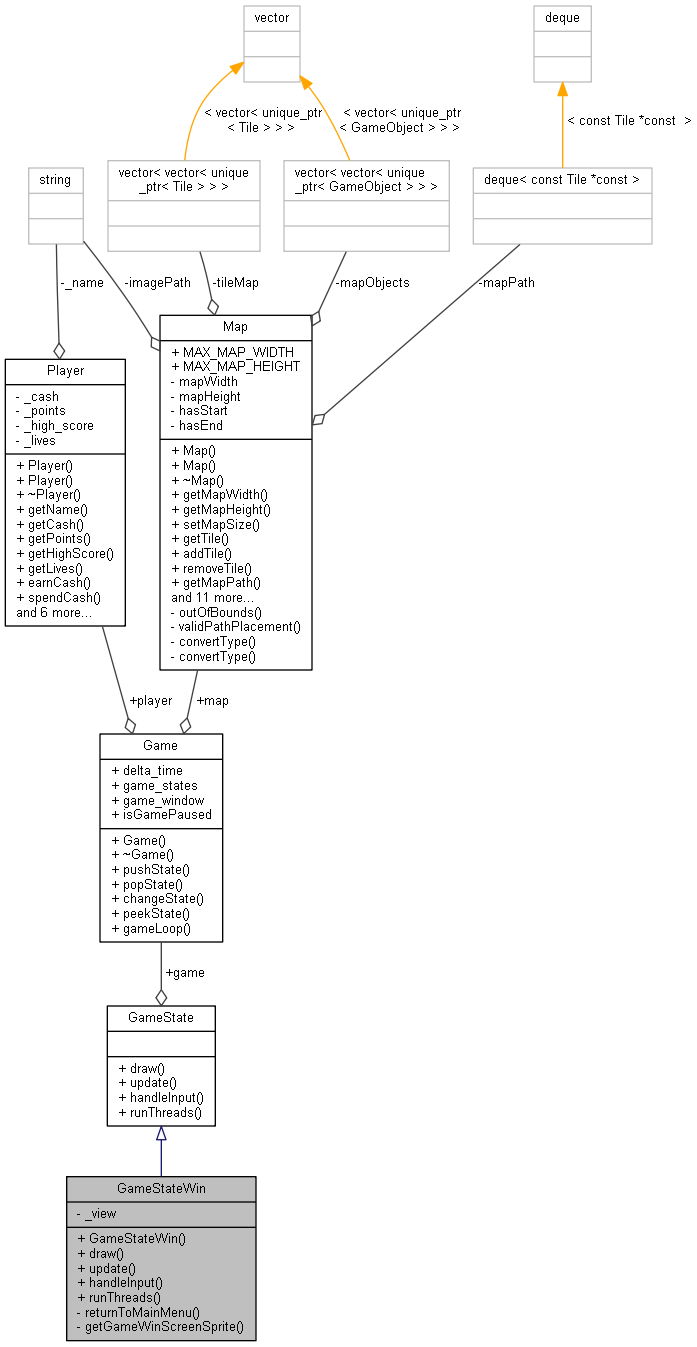 vector
deque
< vector< unique_ptr
< Tile > > >
< vector< unique_ptr
< GameObject > > >
< const Tile *const >
string
vector< vector< unique
_ptr< Tile > > >
vector< vector< unique
_ptr< GameObject > > >
deque< const Tile *const >
-_name
-imagePath
-tileMap
-mapObjects
-mapPath
Player
- _cash
- _points
- _high_score
- _lives
+ Player()
+ Player()
+ ~Player()
+ getName()
+ getCash()
+ getPoints()
+ getHighScore()
+ getLives()
+ earnCash()
+ spendCash()
and 6 more...
Map
+ MAX_MAP_WIDTH
+ MAX_MAP_HEIGHT
- mapWidth
- mapHeight
- hasStart
- hasEnd
+ Map()
+ Map()
+ ~Map()
+ getMapWidth()
+ getMapHeight()
+ setMapSize()
+ getTile()
+ addTile()
+ removeTile()
+ getMapPath()
and 11 more...
- outOfBounds()
- validPathPlacement()
- convertType()
- convertType()
+player
+map
Game
+ delta_time
+ game_states
+ game_window
+ isGamePaused
+ Game()
+ ~Game()
+ pushState()
+ popState()
+ changeState()
+ peekState()
+ gameLoop()
+game
GameState
+ draw()
+ update()
+ handleInput()
+ runThreads()
GameStateWin
- _view
+ GameStateWin()
+ draw()
+ update()
+ handleInput()
+ runThreads()
- returnToMainMenu()
- getGameWinScreenSprite()